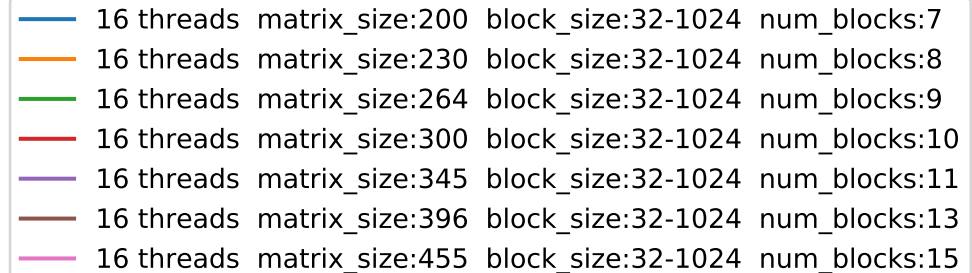 16 threads  matrix_size:200  block_size:32-1024  num_blocks:7
16 threads  matrix_size:230  block_size:32-1024  num_blocks:8
16 threads  matrix_size:264  block_size:32-1024  num_blocks:9
16 threads  matrix_size:300  block_size:32-1024  num_blocks:10
16 threads  matrix_size:345  block_size:32-1024  num_blocks:11
16 threads  matrix_size:396  block_size:32-1024  num_blocks:13
16 threads  matrix_size:455  block_size:32-1024  num_blocks:15